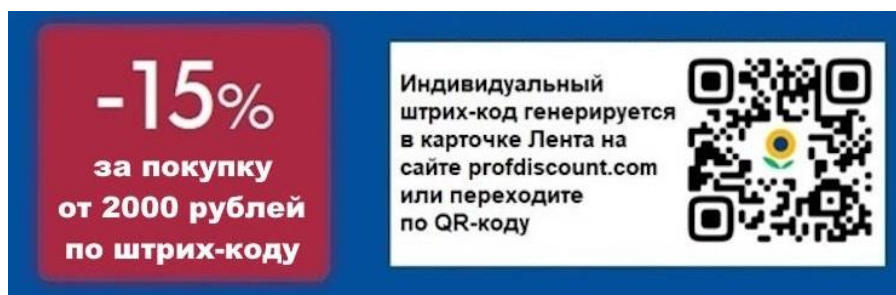 -15%
за покупку
от 2000 рублей
по штрих-коду
Индивидуальный
штрих-код генерируется
в карточке Лента на
сайте profdiscount.com
или переходите
по QR-коду